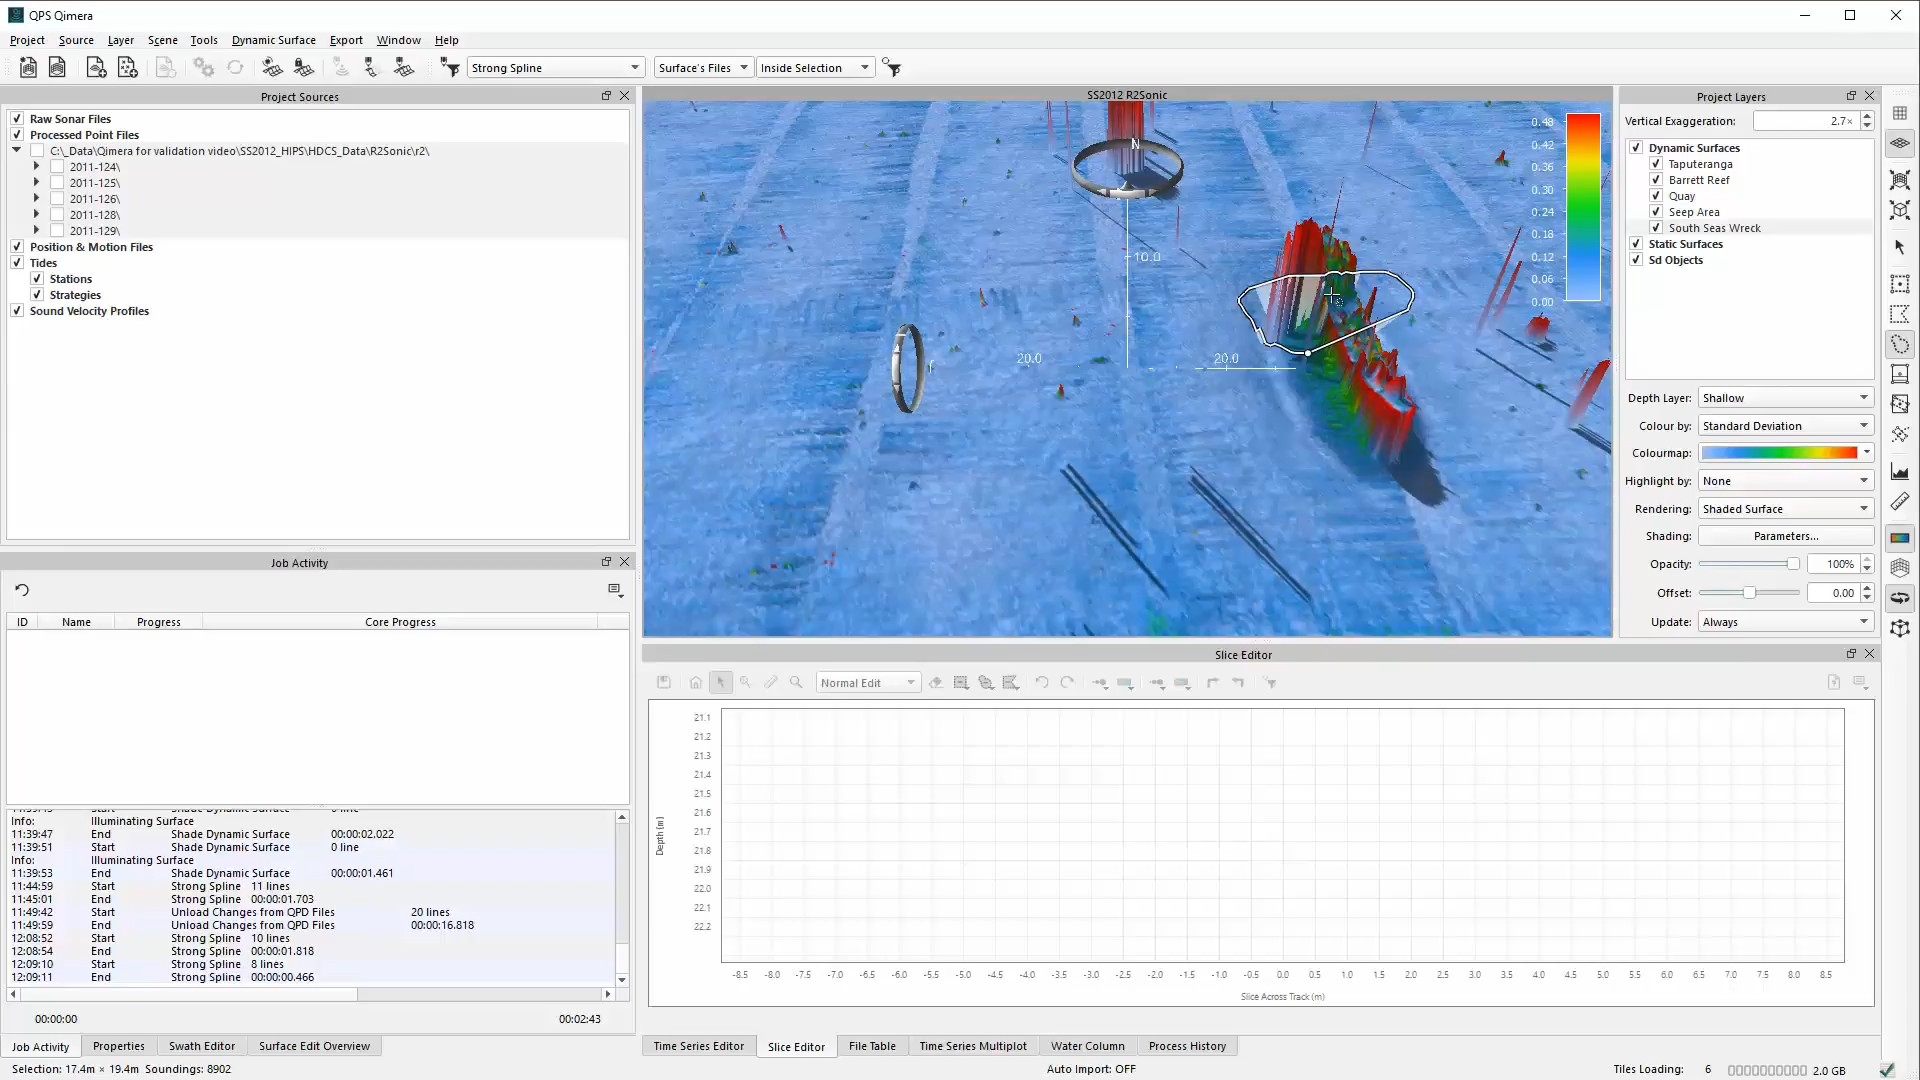 QPS Qimera
Project Source Layer Scene Tools Dynamic Surface Export Window Help
Strong Spline Surface's Files Inside Selection
Project Sources
Raw Sonar Files
Processed Point Files
C:\_Data\Qimera for validation video\SS2012_HIPS\HDCS_Data\R2Sonic\r2\
2011-124\
2011-125\
2011-126\
2011-128\
2011-129\
Position & Motion Files
Tides
Stations
Strategies
Sound Velocity Profiles
Job Activity
ID Name Progress Core Progress
Info: Illuminating Surface
11:39:47 End Shade Dynamic Surface 00:00:02.022
11:39:51 Start Shade Dynamic Surface 0 line
Info: Illuminating Surface
11:39:53 End Shade Dynamic Surface 00:00:01.461
11:44:59 Start Strong Spline 11 lines
11:45:01 End Strong Spline 00:00:01.703
11:49:42 Start Unload Changes from QPD Files 20 lines
11:49:59 End Unload Changes from QPD Files 00:00:16.818
12:08:52 Start Strong Spline 10 lines
12:08:54 End Strong Spline 00:00:01.818
12:09:10 Start Strong Spline 8 lines
12:09:11 End Strong Spline 00:00:00.466
00:00:00 00:02:43
Job Activity Properties Swath Editor Surface Edit Overview
Selection: 17.4m × 19.4m Soundings: 8902
SS2012 R2Sonic
N
10.0
20.0 20.0
0.48
0.42
0.36
0.30
0.24
0.18
0.12
0.06
0.00
Project Layers
Vertical Exaggeration: 2.7×
Dynamic Surfaces
Taputeranga
Barrett Reef
Quay
Seep Area
South Seas Wreck
Static Surfaces
Sd Objects
Depth Layer: Shallow
Colour by: Standard Deviation
Colourmap:
Highlight by: None
Rendering: Shaded Surface
Shading: Parameters...
Opacity: 100%
Offset: 0.00
Update: Always
Slice Editor
Normal Edit
21.1
21.2
21.3
21.4
21.5
21.6
21.7
21.8
21.9
22.0
22.1
22.2
Depth (m)
-8.5 -8.0 -7.5 -7.0 -6.5 -6.0 -5.5 -5.0 -4.5 -4.0 -3.5 -3.0 -2.5 -2.0 -1.5 -1.0 -0.5 0.0 0.5 1.0 1.5 2.0 2.5 3.0 3.5 4.0 4.5 5.0 5.5 6.0 6.5 7.0 7.5 8.0 8.5
Slice Across Track (m)
Time Series Editor Slice Editor File Table Time Series Multiplot Water Column Process History
Auto Import: OFF
Tiles Loading: 6 2.0 GB